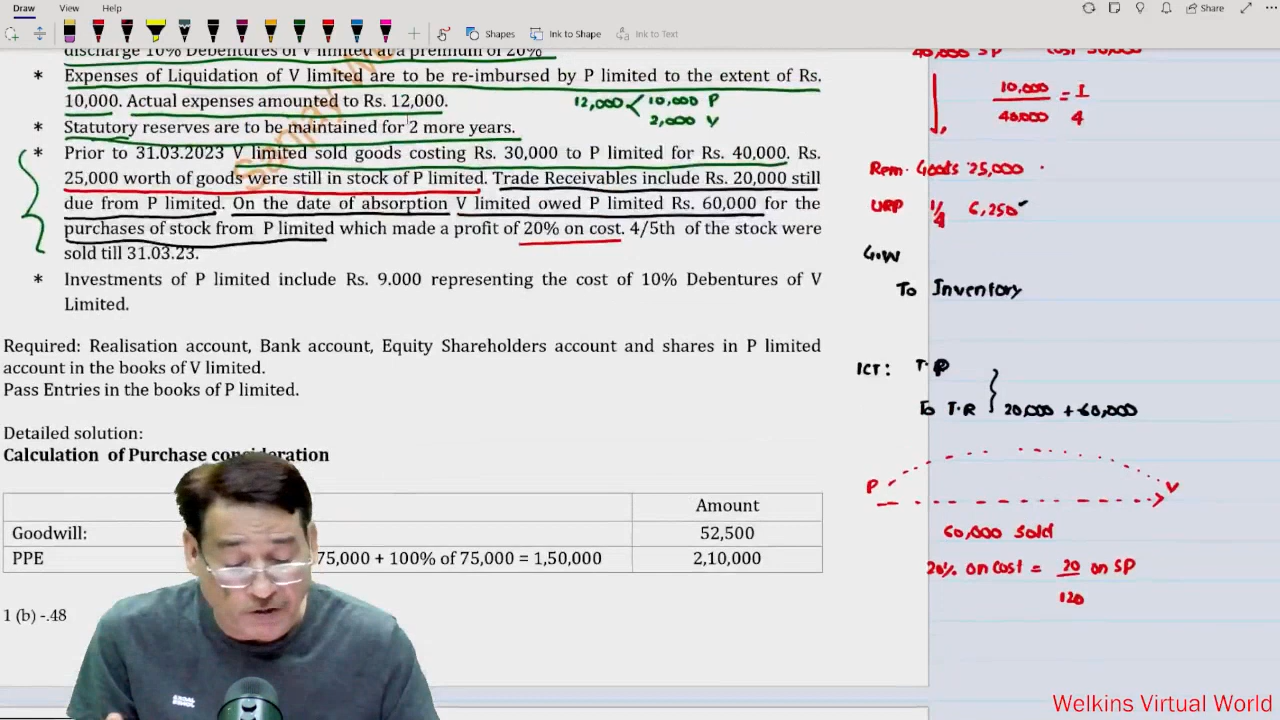 Draw View Help
Shapes Ink to Shape Ink to Text Share
discharge 10% Debentures of V limited at a premium of 20%
* Expenses of Liquidation of V limited are to be re-imbursed by P limited to the extent of Rs.
10,000. Actual expenses amounted to Rs. 12,000.
12,000 < 10,000 P
2,000 V
* Statutory reserves are to be maintained for 2 more years.
* Prior to 31.03.2023 V limited sold goods costing Rs. 30,000 to P limited for Rs. 40,000. Rs.
25,000 worth of goods were still in stock of P limited. Trade Receivables include Rs. 20,000 still
due from P limited. On the date of absorption V limited owed P limited Rs. 60,000 for the
purchases of stock from P limited which made a profit of 20% on cost. 4/5th of the stock were
sold till 31.03.23.
* Investments of P limited include Rs. 9.000 representing the cost of 10% Debentures of V
Limited.
Required: Realisation account, Bank account, Equity Shareholders account and shares in P limited
account in the books of V limited.
Pass Entries in the books of P limited.
Detailed solution:
Calculation of Purchase consideration
Amount
Goodwill: 52,500
PPE 75,000 + 100% of 75,000 = 1,50,000 2,10,000
1 (b) -.48
40,000 SP Cost 30,000
10,000 = 1
40,000 4
Rem. Goods 25,000
URP 1/4 6,250
G.W
To Inventory
ICT: T.P
To T.R } 20,000 + 60,000
P V
60,000 Sold
20% on Cost = 20 on SP
120
Welkins Virtual World